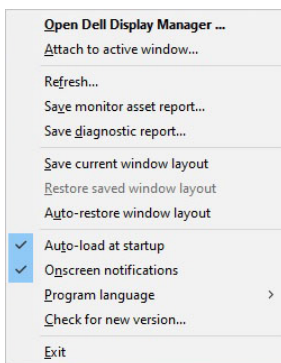 Open Dell Display Manager ...
Attach to active window...
Refresh...
Save monitor asset report...
Save diagnostic report...
Save current window layout
Restore saved window layout
Auto-restore window layout
Auto-load at startup
Onscreen notifications
Program language
Check for new version...
Exit